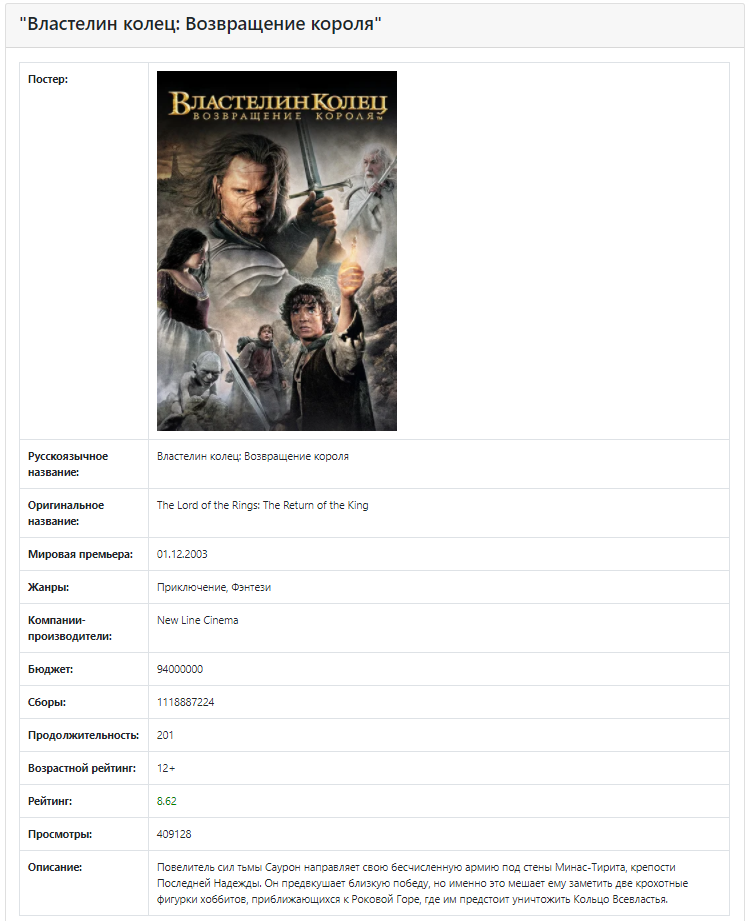 "Властелин колец: Возвращение короля"
Постер:
ВЛАСТЕЛИН КОЛЕЦ
ВОЗВРАЩЕНИЕ КОРОЛЯ™
Русскоязычное
название:
Властелин колец: Возвращение короля
Оригинальное
название:
The Lord of the Rings: The Return of the King
Мировая премьера:
01.12.2003
Жанры:
Приключение, Фэнтези
Компании-
производители:
New Line Cinema
Бюджет:
94000000
Сборы:
1118887224
Продолжительность:
201
Возрастной рейтинг:
12+
Рейтинг:
8.62
Просмотры:
409128
Описание:
Повелитель сил тьмы Саурон направляет свою бесчисленную армию под стены Минас-Тирита, крепости
Последней Надежды. Он предвкушает близкую победу, но именно это мешает ему заметить две крохотные
фигурки хоббитов, приближающихся к Роковой Горе, где им предстоит уничтожить Кольцо Всевластья.